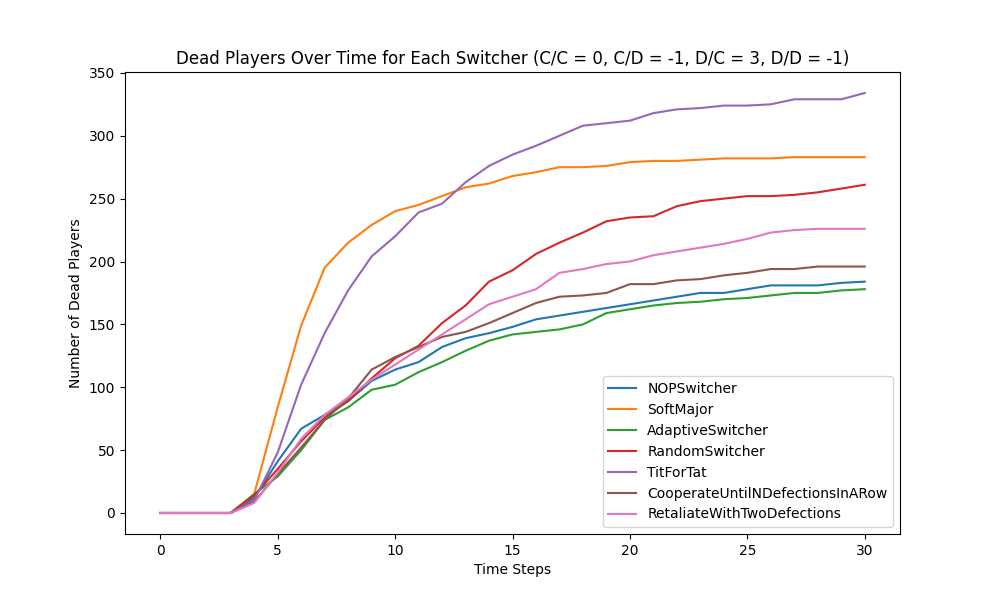 Dead Players Over Time for Each Switcher (C/C = 0, C/D = -1, D/C = 3, D/D = -1)
350
300
250
200
150
100
50
0
Number of Dead Players
NOPSwitcher
SoftMajor
AdaptiveSwitcher
RandomSwitcher
TitForTat
CooperateUntilNDefectionsInARow
RetaliateWithTwoDefections
0 5 10 15 20 25 30
Time Steps